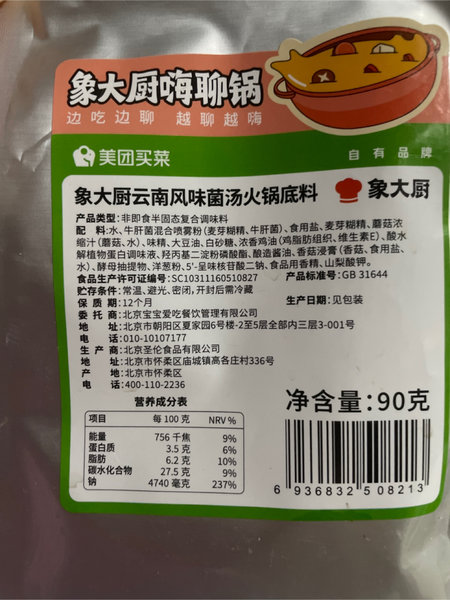 象大厨嗨聊锅
边吃边聊 越聊越嗨
美团买菜 自有品牌
象大厨云南风味菌汤火锅底料 象大厨
产品类型:非即食半固态复合调味料
配 料:水、牛肝菌混合喷雾粉(麦芽糊精、牛肝菌)、食用盐、麦芽糊精、蘑菇浓
缩汁(蘑菇、水)、味精、大豆油、白砂糖、浓香鸡油(鸡脂肪组织、维生素E)、酸水
解植物蛋白调味液、羟丙基二淀粉磷酸酯、酿造酱油、香菇浸膏(香菇、食用盐、
水)、酵母抽提物、洋葱粉、5'-呈味核苷酸二钠、食品用香精、山梨酸钾。
食品生产许可证编号:SC10311160510827 产品标准号:GB 31644
贮存条件:常温、避光、密闭,开封后需冷藏
保 质 期:12个月 生产日期:见包装
委 托 商:北京宝宝爱吃餐饮管理有限公司
地 址:北京市朝阳区夏家园6号楼-2至5层全部内三层3-001号
电 话:010-10107177
生 产 商:北京圣伦食品有限公司
地 址:北京市怀柔区庙城镇高各庄村336号
产 地:北京市怀柔区
电 话:400-110-2236
营养成分表
项目 每 100 克 NRV %
能量 756 千焦 9%
蛋白质 3.5 克 6%
脂肪 6.2 克 10%
碳水化合物 27.5 克 9%
钠 4740 毫克 237%
净含量:90克
6 936832 508213